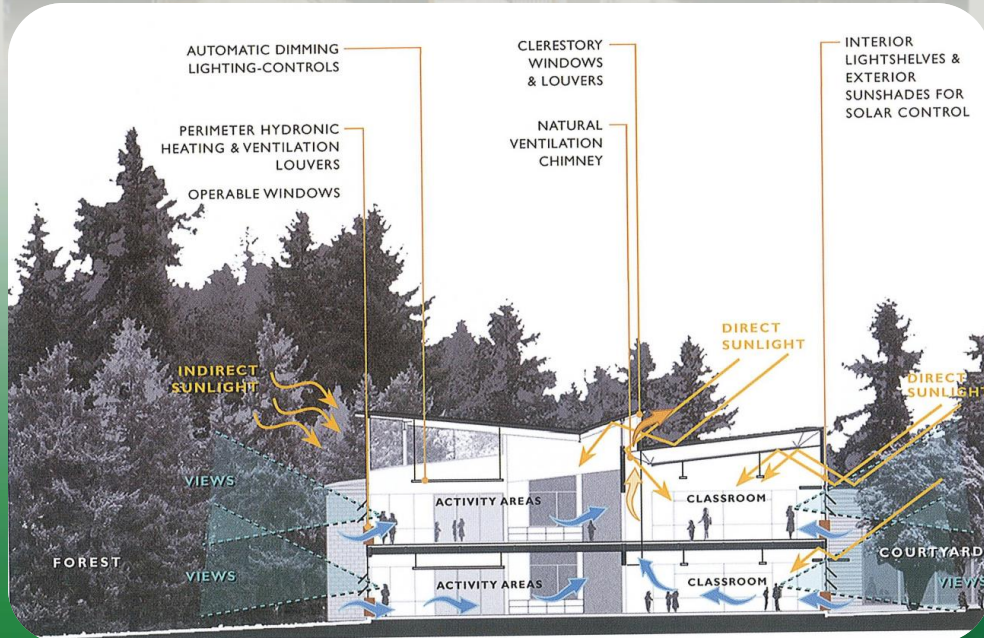 AUTOMATIC DIMMING
LIGHTING-CONTROLS
PERIMETER HYDRONIC
HEATING & VENTILATION
LOUVERS
OPERABLE WINDOWS
CLERESTORY
WINDOWS
& LOUVERS
NATURAL
VENTILATION
CHIMNEY
INTERIOR
LIGHTSHELVES &
EXTERIOR
SUNSHADES FOR
SOLAR CONTROL
INDIRECT
SUNLIGHT
DIRECT
SUNLIGHT
DIRECT
SUNLIGHT
VIEWS
ACTIVITY AREAS
CLASSROOM
FOREST
COURTYARD
VIEWS
ACTIVITY AREAS
CLASSROOM
VIEWS